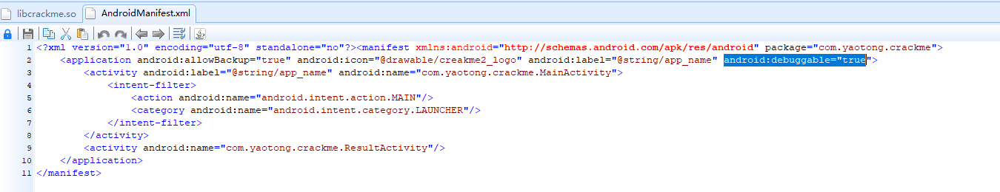 libcrackme.so AndroidManifest.xml
1 <?xml version="1.0" encoding="utf-8" standalone="no"?><manifest xmlns:android="http://schemas.android.com/apk/res/android" package="com.yaotong.crackme">
2 <application android:allowBackup="true" android:icon="@drawable/creakme2_logo" android:label="@string/app_name" android:debuggable="true">
3 <activity android:label="@string/app_name" android:name="com.yaotong.crackme.MainActivity">
4 <intent-filter>
5 <action android:name="android.intent.action.MAIN"/>
6 <category android:name="android.intent.category.LAUNCHER"/>
7 </intent-filter>
8 </activity>
9 <activity android:name="com.yaotong.crackme.ResultActivity"/>
10 </application>
11 </manifest>